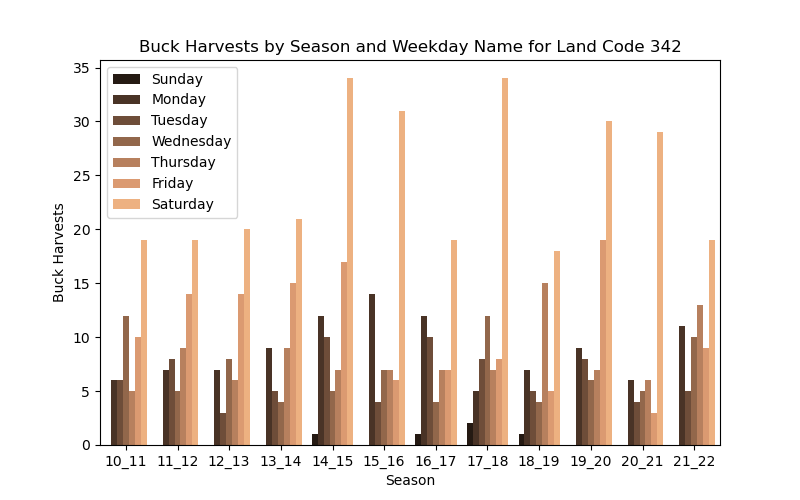 Buck Harvests by Season and Weekday Name for Land Code 342
35
30
25
20
15
10
5
0
Buck Harvests
Sunday
Monday
Tuesday
Wednesday
Thursday
Friday
Saturday
10_11 11_12 12_13 13_14 14_15 15_16 16_17 17_18 18_19 19_20 20_21 21_22
Season